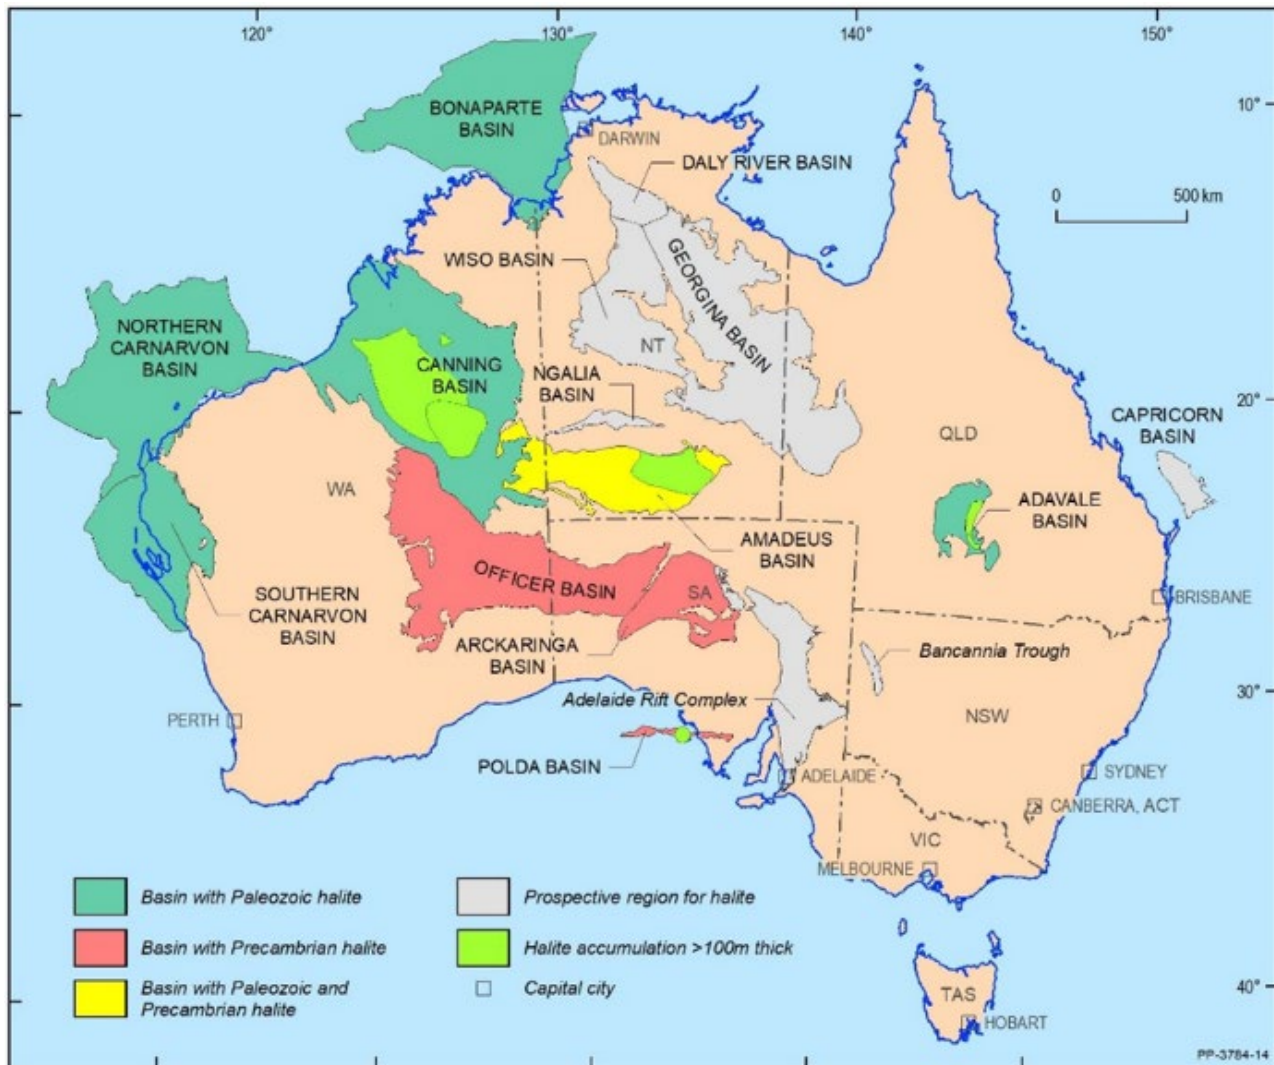 120°
130°
140°
150°
10°
BONAPARTE
BASIN
DARWIN
DALY RIVER BASIN
0
500 km
WISO BASIN
GEORGINA BASIN
NORTHERN
CARNARVON
BASIN
CANNING
BASIN
NT
NGALIA
BASIN
20°
CAPRICORN
BASIN
QLD
WA
ADAVALE
BASIN
AMADEUS
BASIN
OFFICER BASIN
SA
BRISBANE
SOUTHERN
CARNARVON
BASIN
ARCKARINGA
BASIN
Bancannia Trough
Adelaide Rift Complex
30°
NSW
PERTH
POLDA BASIN
ADELAIDE
SYDNEY
CANBERRA, ACT
VIC
MELBOURNE
Basin with Paleozoic halite
Basin with Precambrian halite
Basin with Paleozoic and
Precambrian halite
Prospective region for halite
Halite accumulation >100m thick
Capital city
40°
TAS
HOBART
PP-3784-14